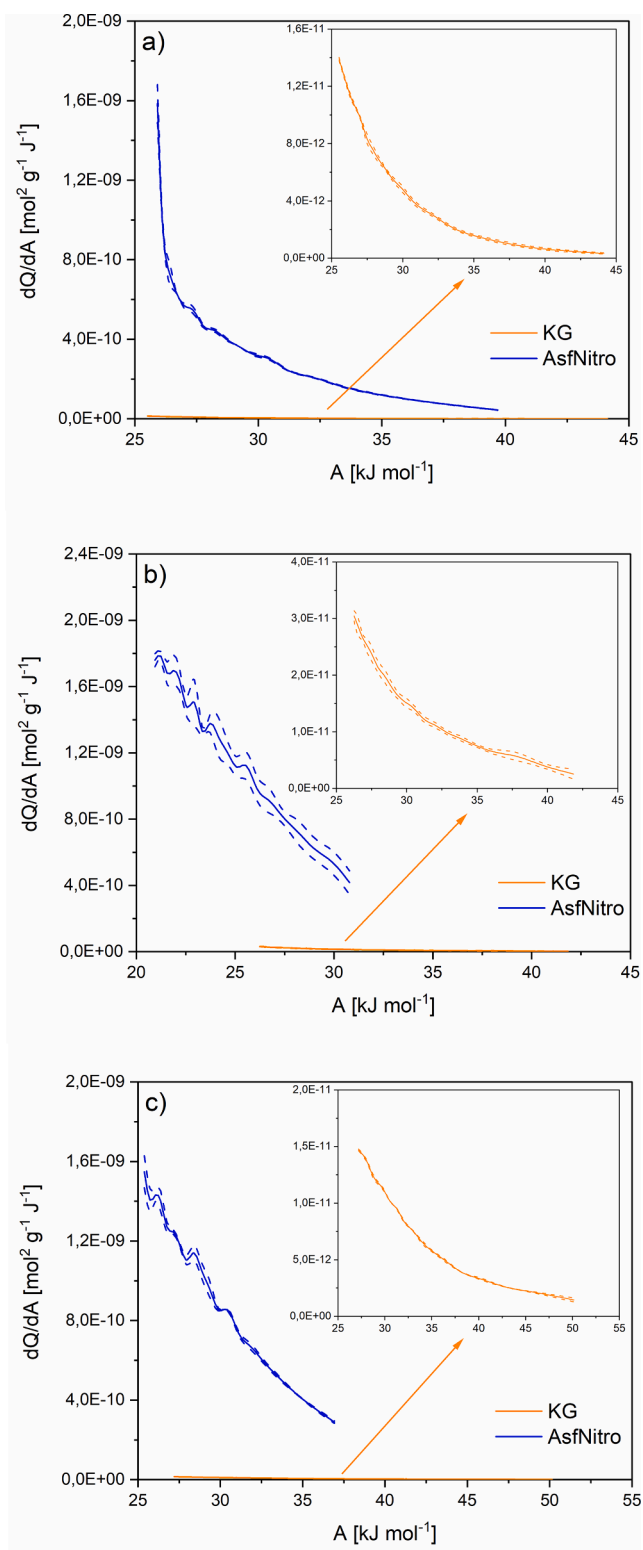 a)
2,0E-09
1,6E-09
1,2E-09
8,0E-10
4,0E-10
0,0E+00
dQ/dA [mol² g⁻¹ J⁻¹]
25 30 35 40 45
A [kJ mol⁻¹]
1,6E-11
1,2E-11
8,0E-12
4,0E-12
0,0E+00
25 30 35 40 45
KG
AsfNitro
b)
2,4E-09
2,0E-09
1,6E-09
1,2E-09
8,0E-10
4,0E-10
0,0E+00
dQ/dA [mol² g⁻¹ J⁻¹]
20 25 30 35 40 45
A [kJ mol⁻¹]
4,0E-11
3,0E-11
2,0E-11
1,0E-11
0,0E+00
25 30 35 40 45
KG
AsfNitro
c)
2,0E-09
1,6E-09
1,2E-09
8,0E-10
4,0E-10
0,0E+00
dQ/dA [mol² g⁻¹ J⁻¹]
25 30 35 40 45 50 55
A [kJ mol⁻¹]
2,0E-11
1,5E-11
1,0E-11
5,0E-12
0,0E+00
25 30 35 40 45 50 55
KG
AsfNitro